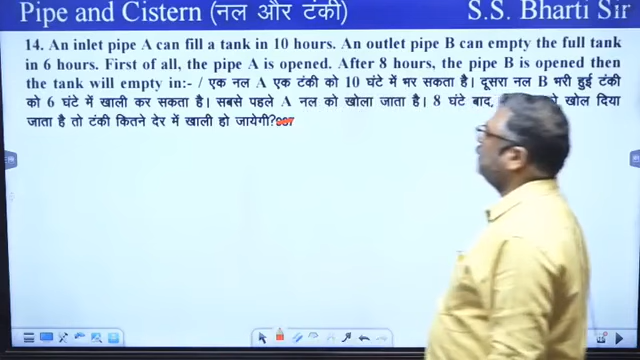 Pipe and Cistern (नल और टंकी) S.S. Bharti Sir
14. An inlet pipe A can fill a tank in 10 hours. An outlet pipe B can empty the full tank
in 6 hours. First of all, the pipe A is opened. After 8 hours, the pipe B is opened then
the tank will empty in:- / एक नल A एक टंकी को 10 घंटे में भर सकता है। दूसरा नल B भरी हुई टंकी
को 6 घंटे में खाली कर सकता है। सबसे पहले A नल को खोला जाता है। 8 घंटे बाद, खोल दिया
जाता है तो टंकी कितने देर में खाली हो जायेगी?